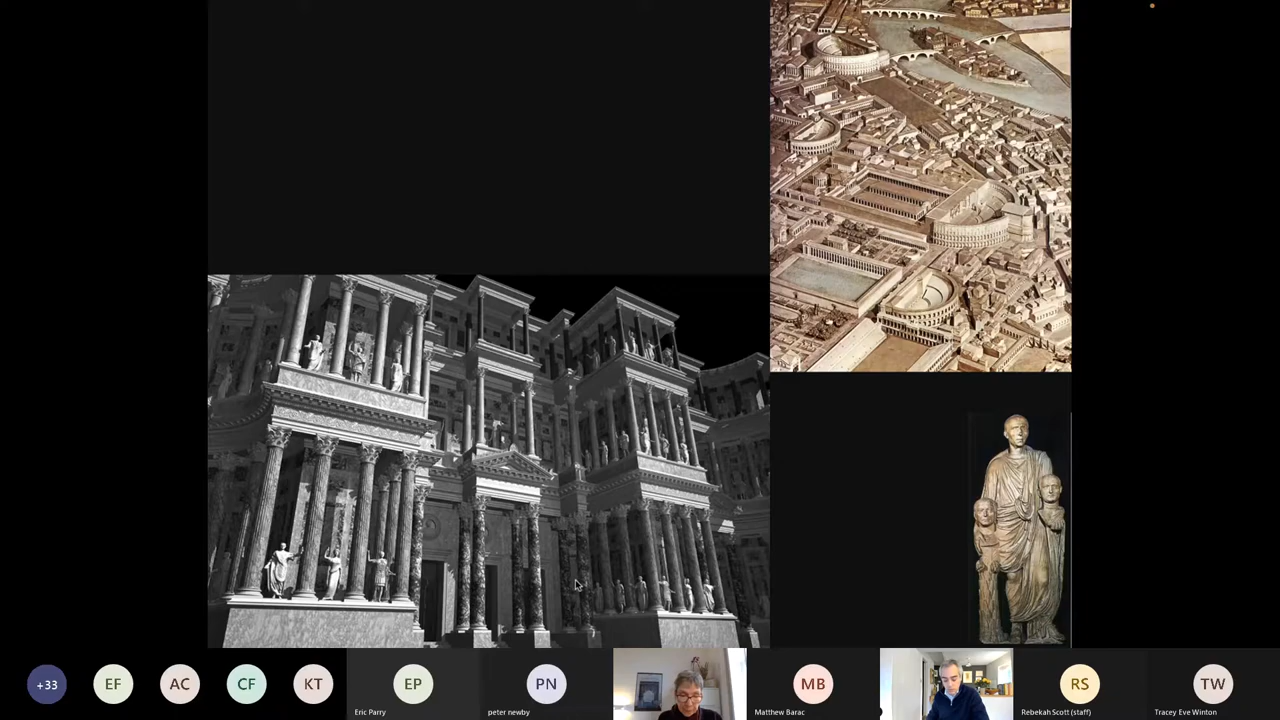 +33
EF
AC
CF
KT
EP
Eric Parry
PN
peter newby
MB
Matthew Barac
RS
Rebekah Scott (staff)
TW
Tracey Eve Winton